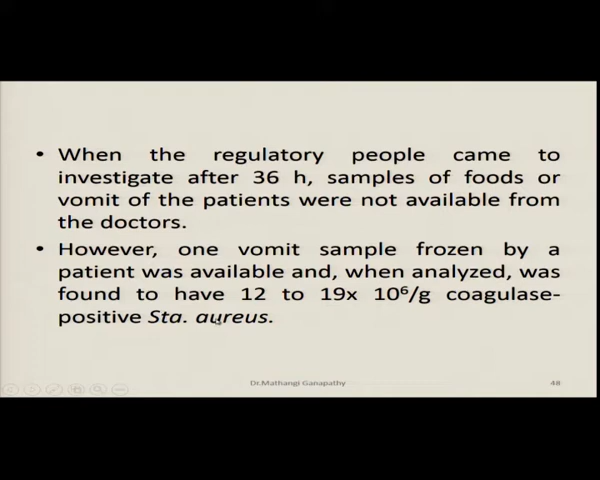 • When the regulatory people came to
investigate after 36 h, samples of foods or
vomit of the patients were not available from
the doctors.
• However, one vomit sample frozen by a
patient was available and, when analyzed, was
found to have 12 to 19x 10⁶/g coagulase-
positive Sta. aureus.
Dr.Mathangi Ganapathy
48